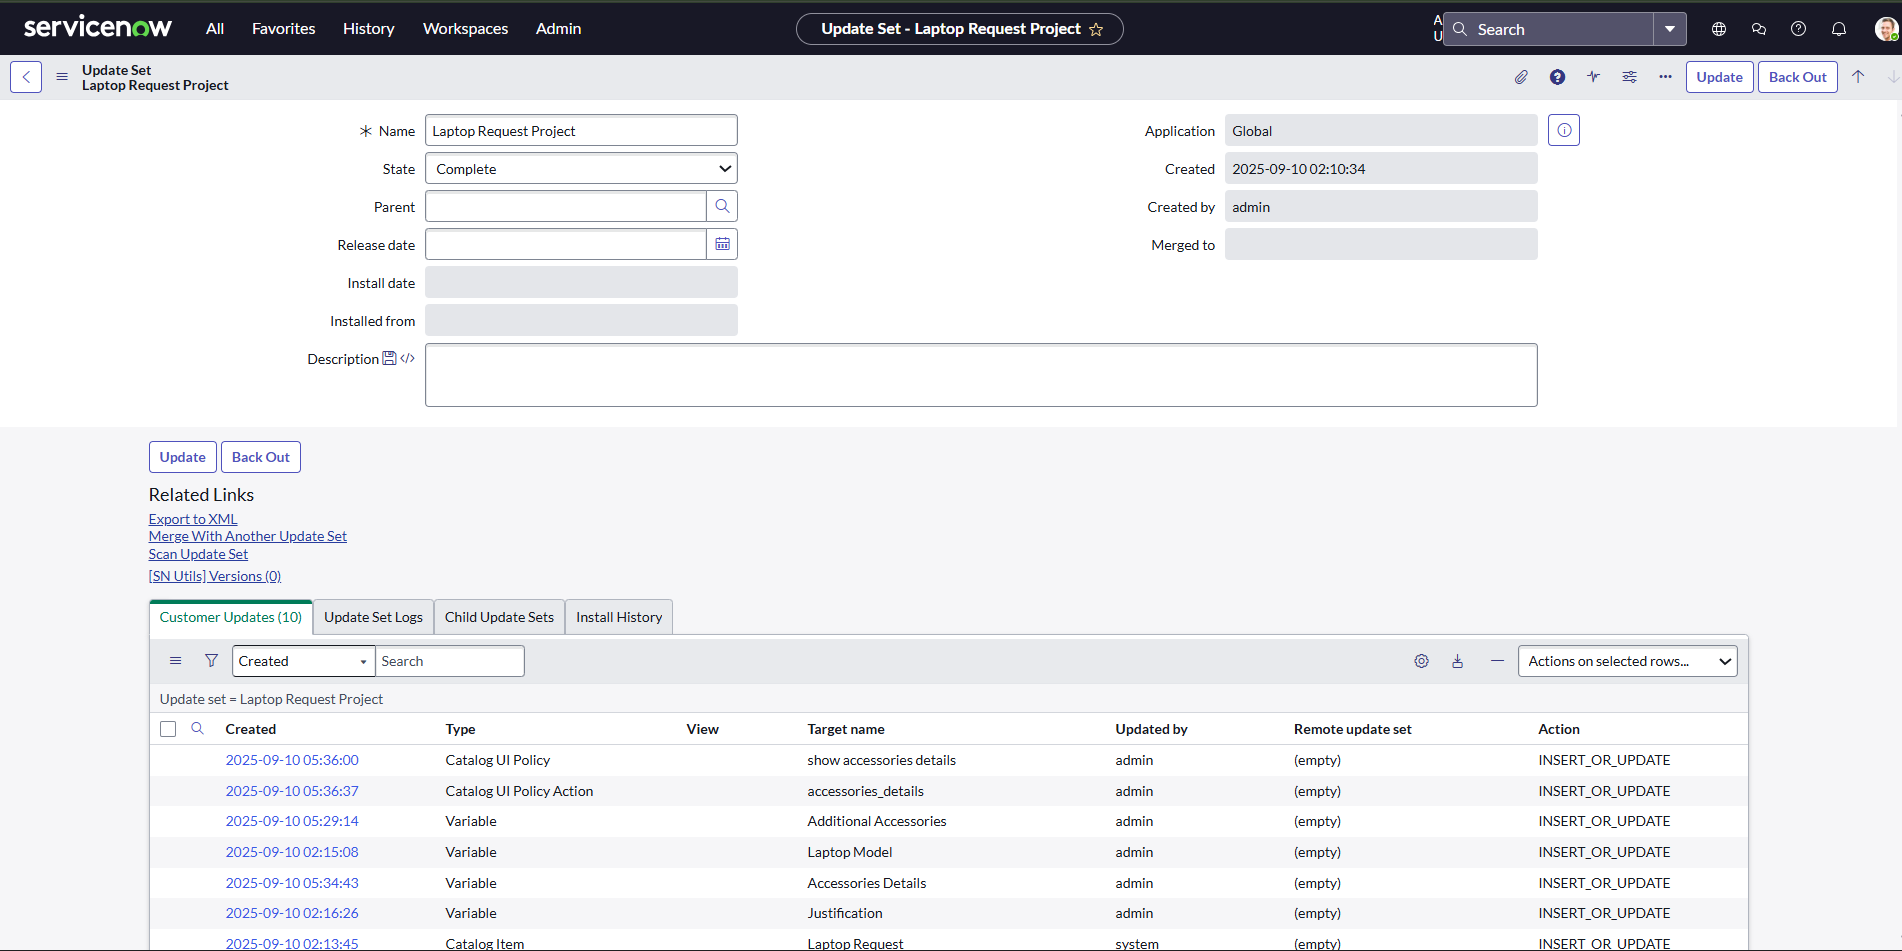 servicenow All Favorites History Workspaces Admin Update Set - Laptop Request Project A U Search
Update Set
Laptop Request Project
Update Back Out
Name Laptop Request Project
State Complete
Parent
Release date
Install date
Installed from
Description </>
Application Global
Created 2025-09-10 02:10:34
Created by admin
Merged to
Update Back Out
Related Links
Export to XML
Merge With Another Update Set
Scan Update Set
[SN Utils] Versions (0)
Customer Updates (10) Update Set Logs Child Update Sets Install History
Created Search Actions on selected rows...
Update set = Laptop Request Project
Created Type View Target name Updated by Remote update set Action
2025-09-10 05:36:00 Catalog UI Policy show accessories details admin (empty) INSERT_OR_UPDATE
2025-09-10 05:36:37 Catalog UI Policy Action accessories_details admin (empty) INSERT_OR_UPDATE
2025-09-10 05:29:14 Variable Additional Accessories admin (empty) INSERT_OR_UPDATE
2025-09-10 02:15:08 Variable Laptop Model admin (empty) INSERT_OR_UPDATE
2025-09-10 05:34:43 Variable Accessories Details admin (empty) INSERT_OR_UPDATE
2025-09-10 02:16:26 Variable Justification admin (empty) INSERT_OR_UPDATE
2025-09-10 02:13:45 Catalog Item Laptop Request system (empty) INSERT_OR_UPDATE